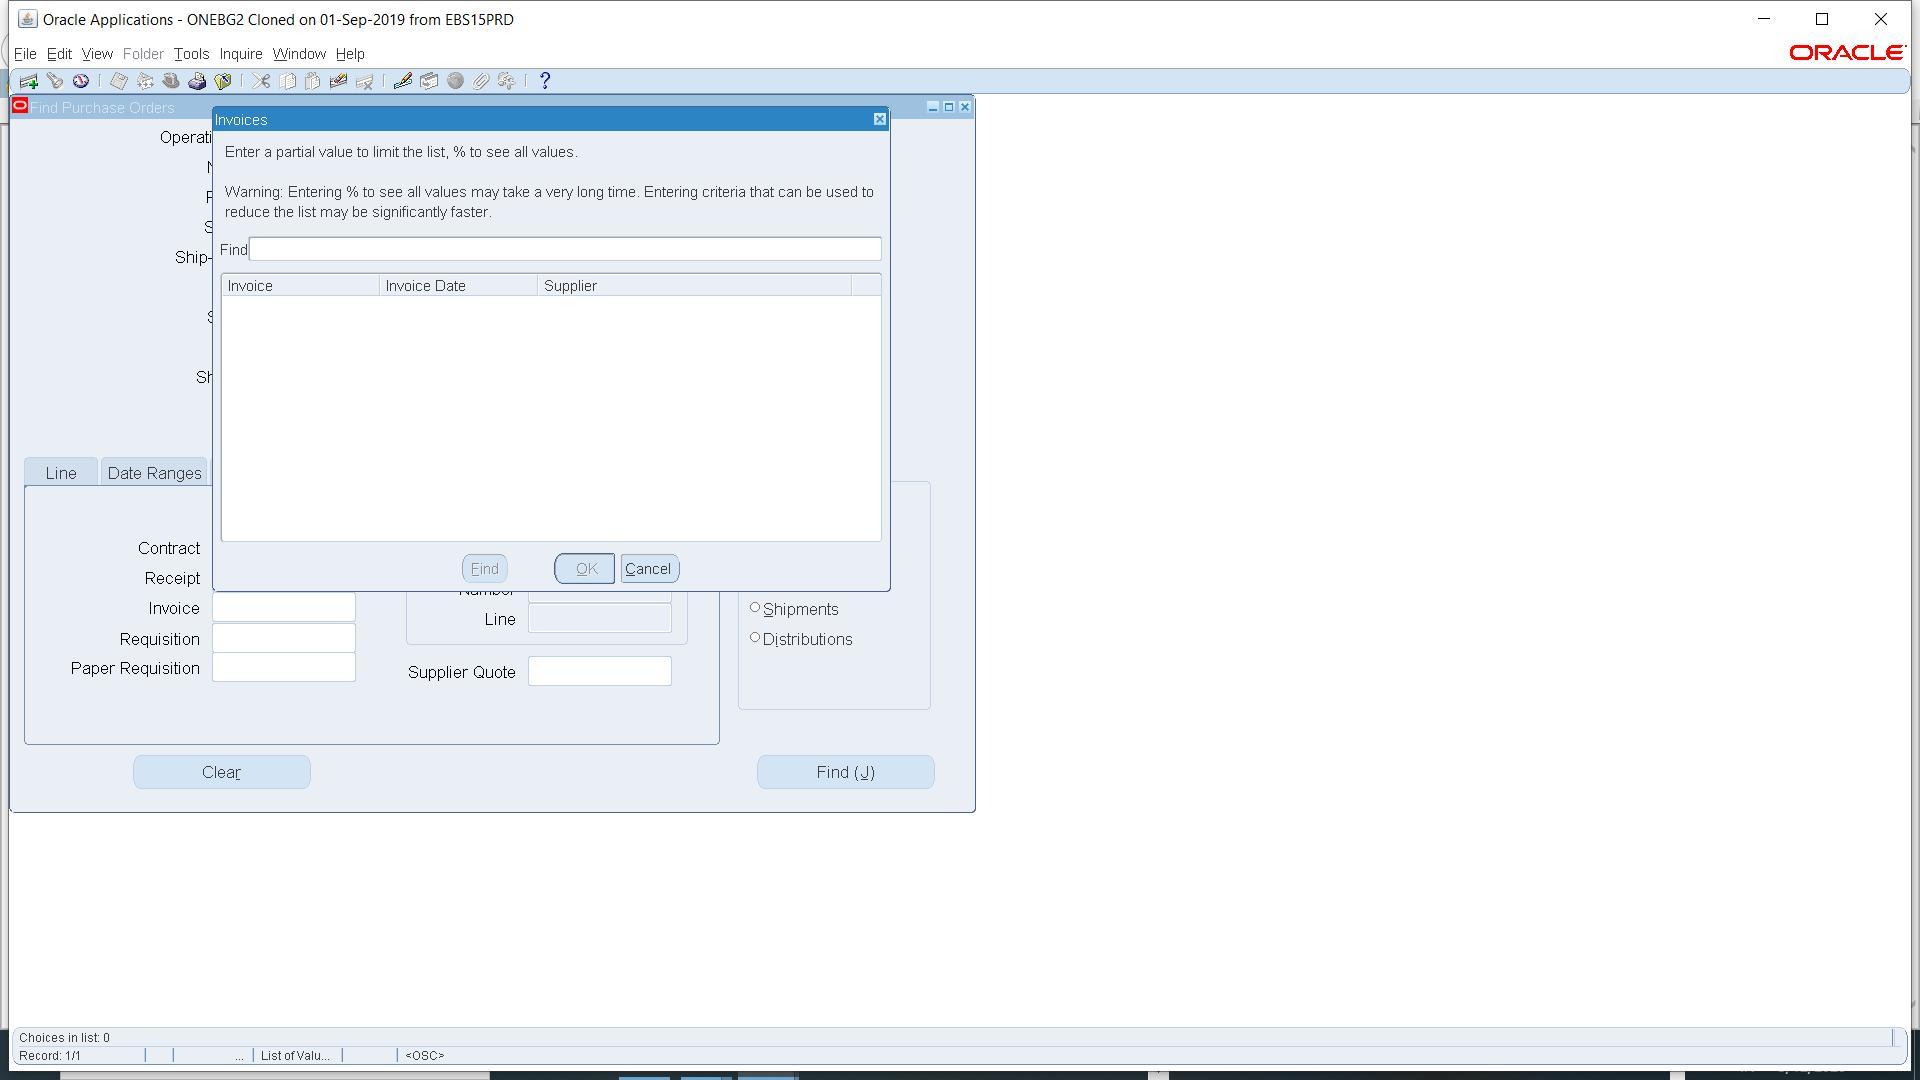 Oracle Applications - ONEBG2 Cloned on 01-Sep-2019 from EBS15PRD
File Edit View Folder Tools Inquire Window Help
ORACLE
Find Purchase Orders
Invoices
Enter a partial value to limit the list, % to see all values.
Warning: Entering % to see all values may take a very long time. Entering criteria that can be used to
reduce the list may be significantly faster.
Find
Invoice Invoice Date Supplier
Find OK Cancel
Operati
Ship-
Line Date Ranges
Contract
Receipt
Invoice
Requisition
Paper Requisition
Number
Line
Supplier Quote
Shipments
Distributions
Clear
Find (J)
Choices in list: 0
Record: 1/1 ... List of Valu... <OSC>